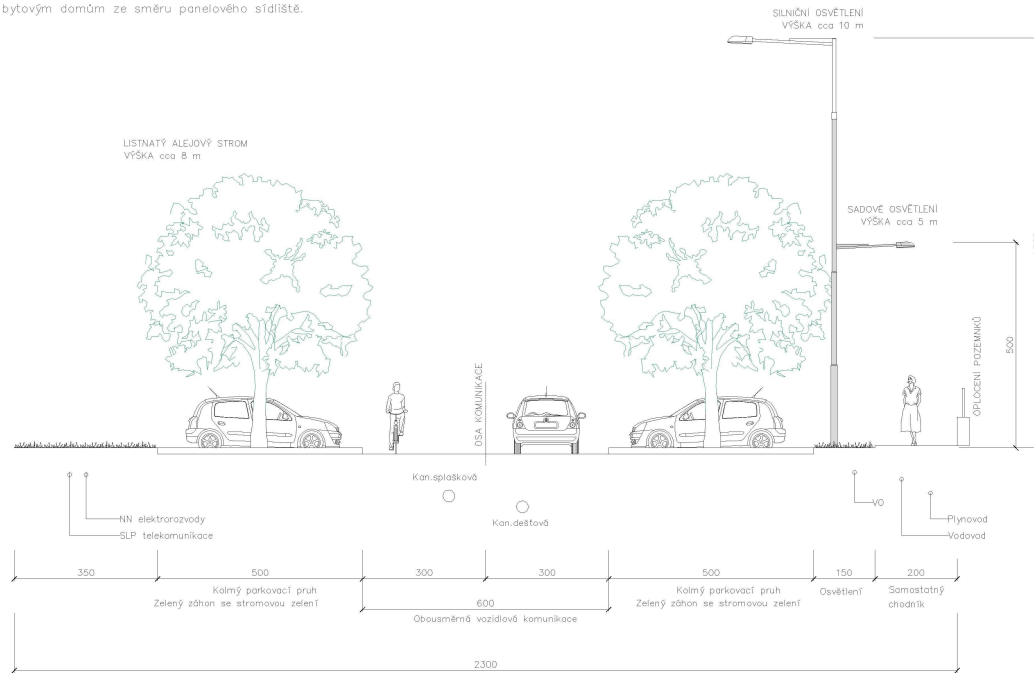 bytovým domům ze směru panelového sídliště.
SILNIČNÍ OSVĚTLENÍ
VÝŠKA cca 10 m
LISTNATÝ ALEJOVÝ STROM
VÝŠKA cca 8 m
SADOVÉ OSVĚTLENÍ
VÝŠKA cca 5 m
OSA KOMUNIKACE
OPLOCENÍ POZEMNKŮ
500
Kan.splašková
Kan.dešťová
NN elektrorozvody
SLP telekomunikace
VO
Plynovod
Vodovod
350
500
300
300
500
150
200
Kolmý parkovací pruh
Zelený záhon se stromovou zelení
600
Obousměrná vozidlová komunikace
Kolmý parkovací pruh
Zelený záhon se stromovou zelení
Osvětlení
Samostatný
chodník
2300